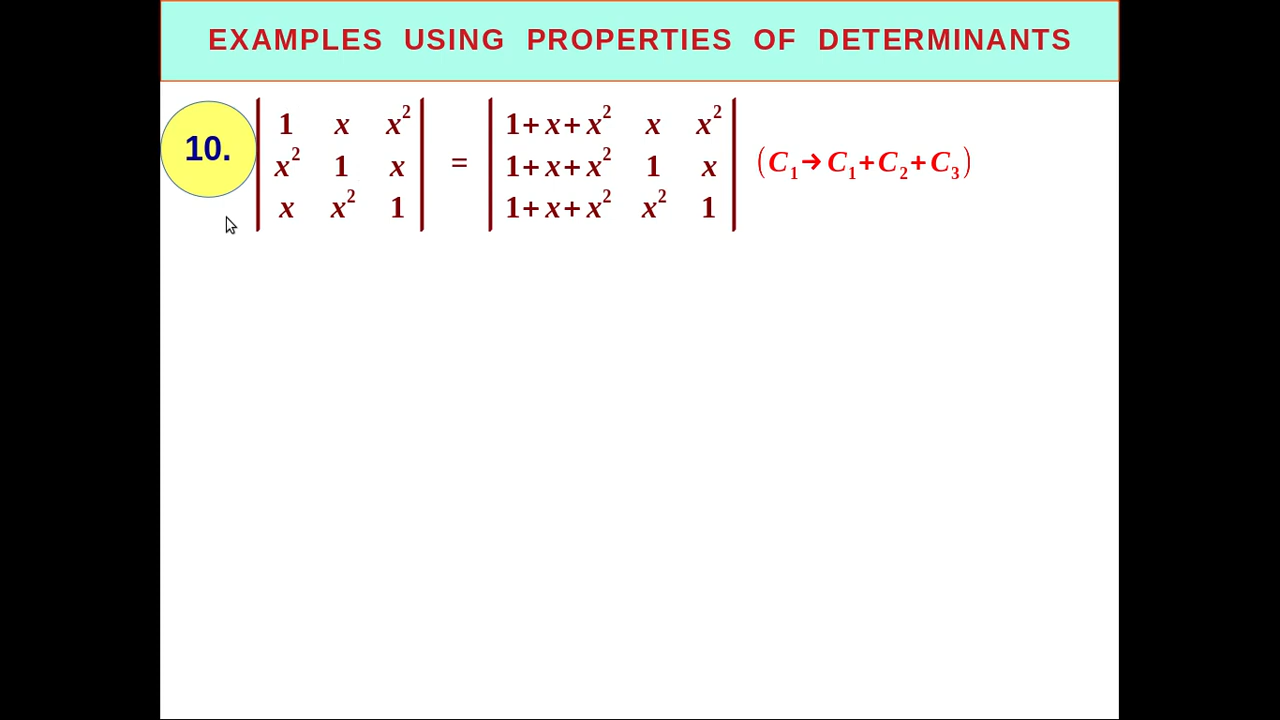 EXAMPLES USING PROPERTIES OF DETERMINANTS
10. | 1 x x² | = | 1+x+x² x x² | (C₁→C₁+C₂+C₃)
| x² 1 x | | 1+x+x² 1 x |
| x x² 1 | | 1+x+x² x² 1 |